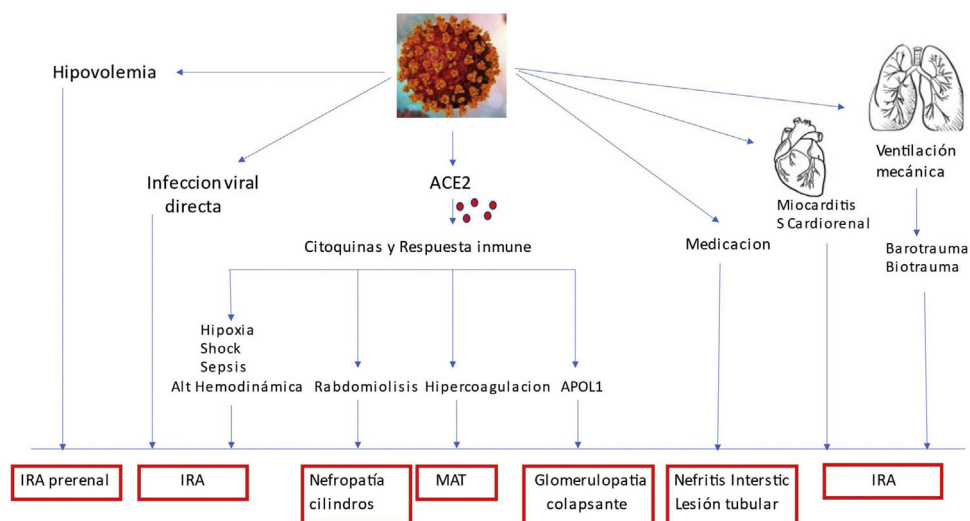 Hipovolemia
Infeccion viral
directa
ACE2
Citoquinas y Respuesta inmune
Medicacion
Miocarditis
S Cardiorenal
Ventilación
mecánica
Barotrauma
Biotrauma
Hipoxia
Shock
Sepsis
Alt Hemodinámica
Rabdomiolisis
Hipercoagulacion
APOL1
IRA prerenal
IRA
Nefropatía
cilindros
MAT
Glomerulopatia
colapsante
Nefritis Interstic
Lesión tubular
IRA